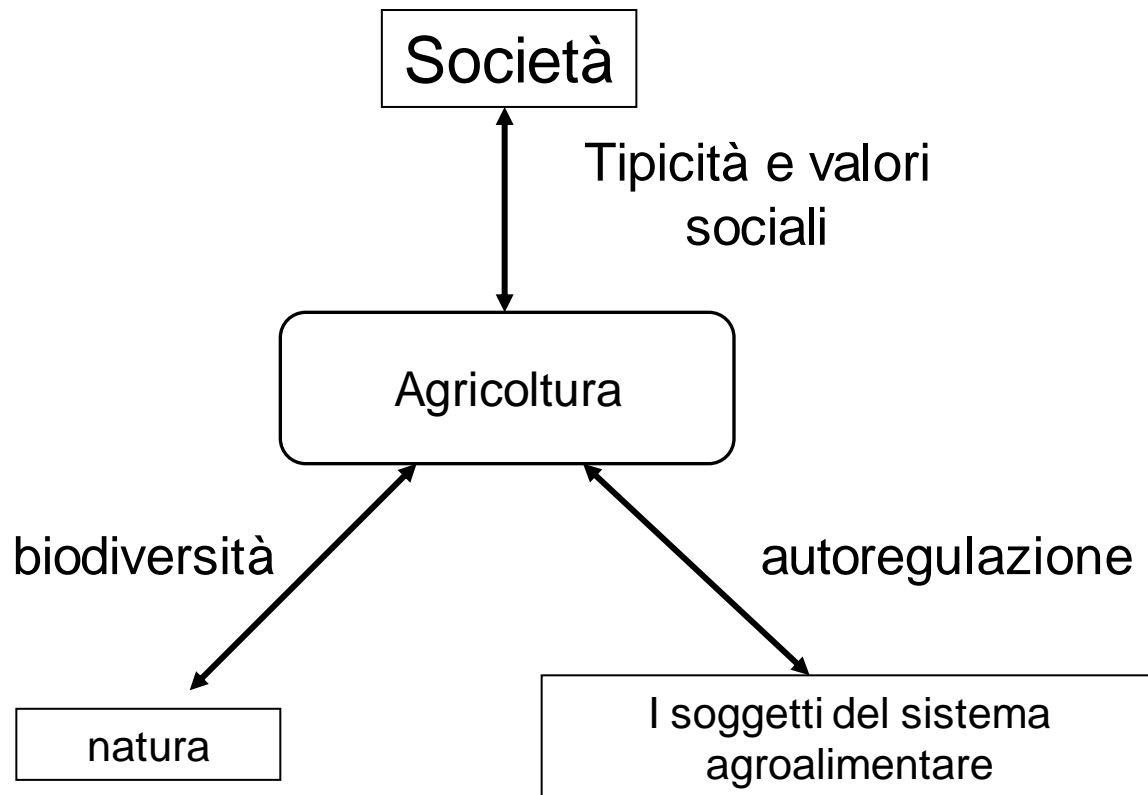 Società
Tipicità e valori
sociali
Agricoltura
biodiversità
autoregulazione
natura
I soggetti del sistema
agroalimentare